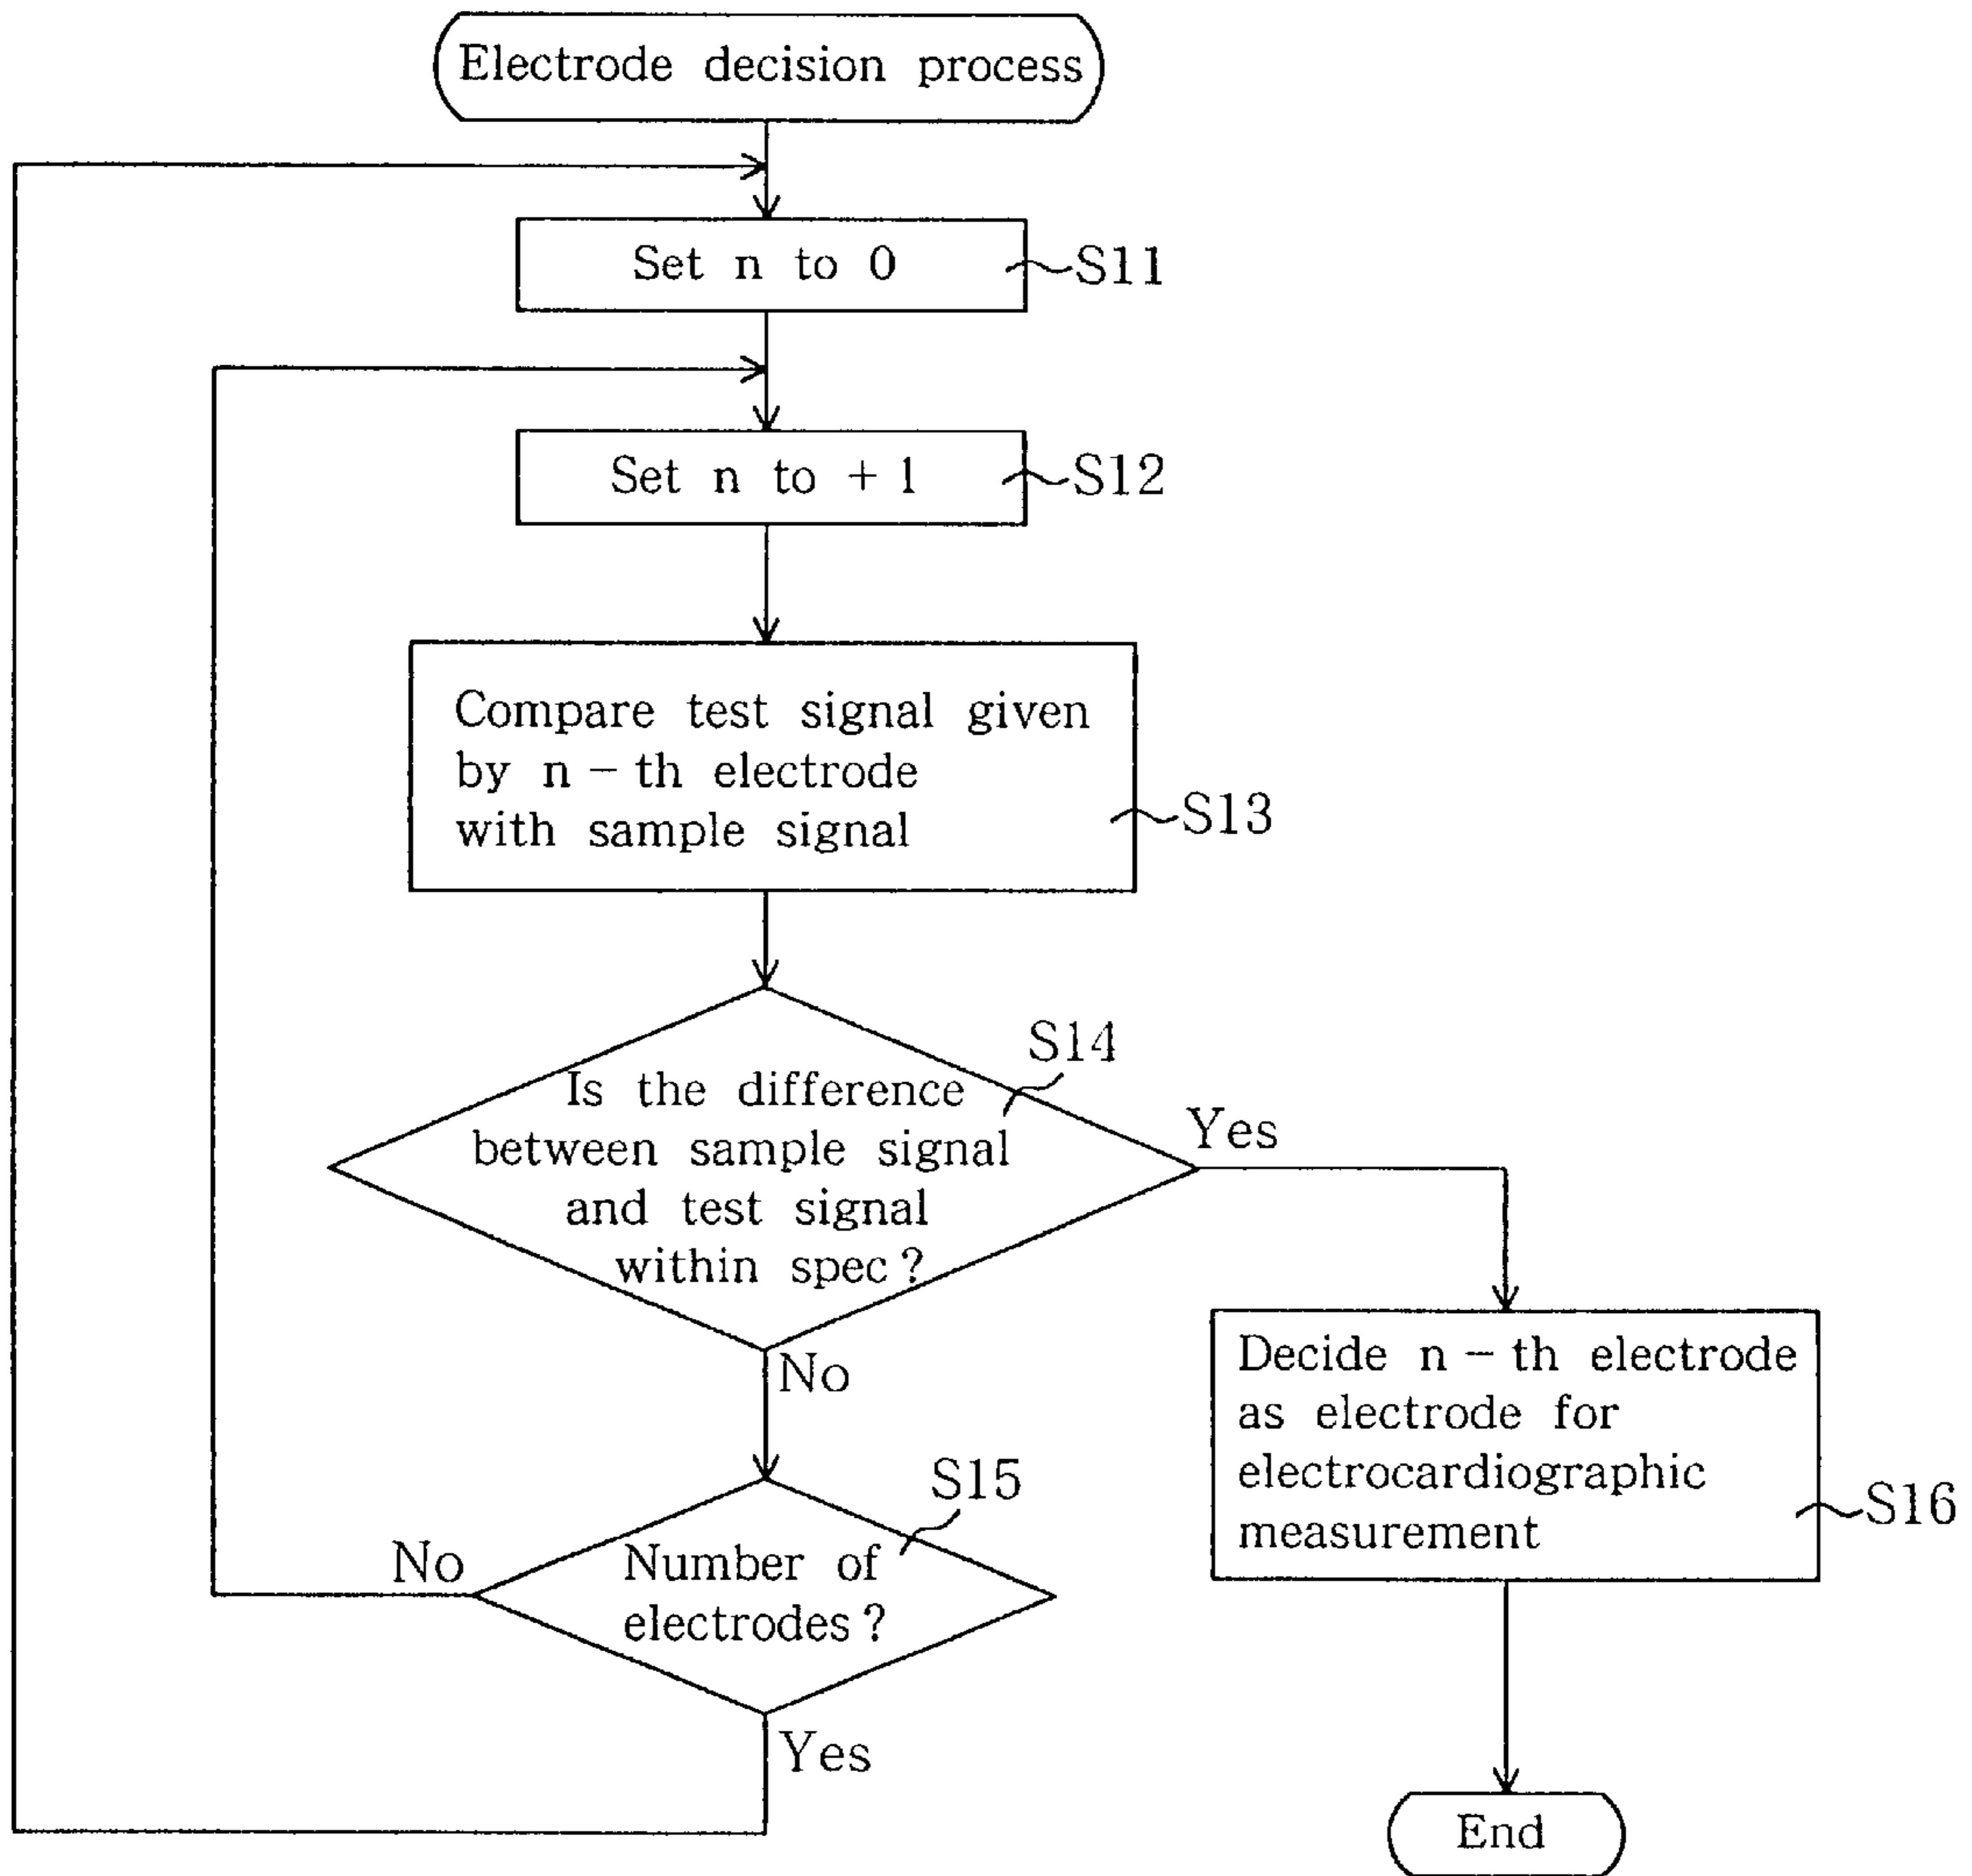 Electrode decision process
Set n to 0
S11
Set n to + 1
S12
Compare test signal given
by n - th electrode
with sample signal
S13
S14
Is the difference
between sample signal
and test signal
within spec ?
Yes
No
Decide n - th electrode
as electrode for
electrocardiographic
measurement
S16
S15
Number of
electrodes ?
No
Yes
End